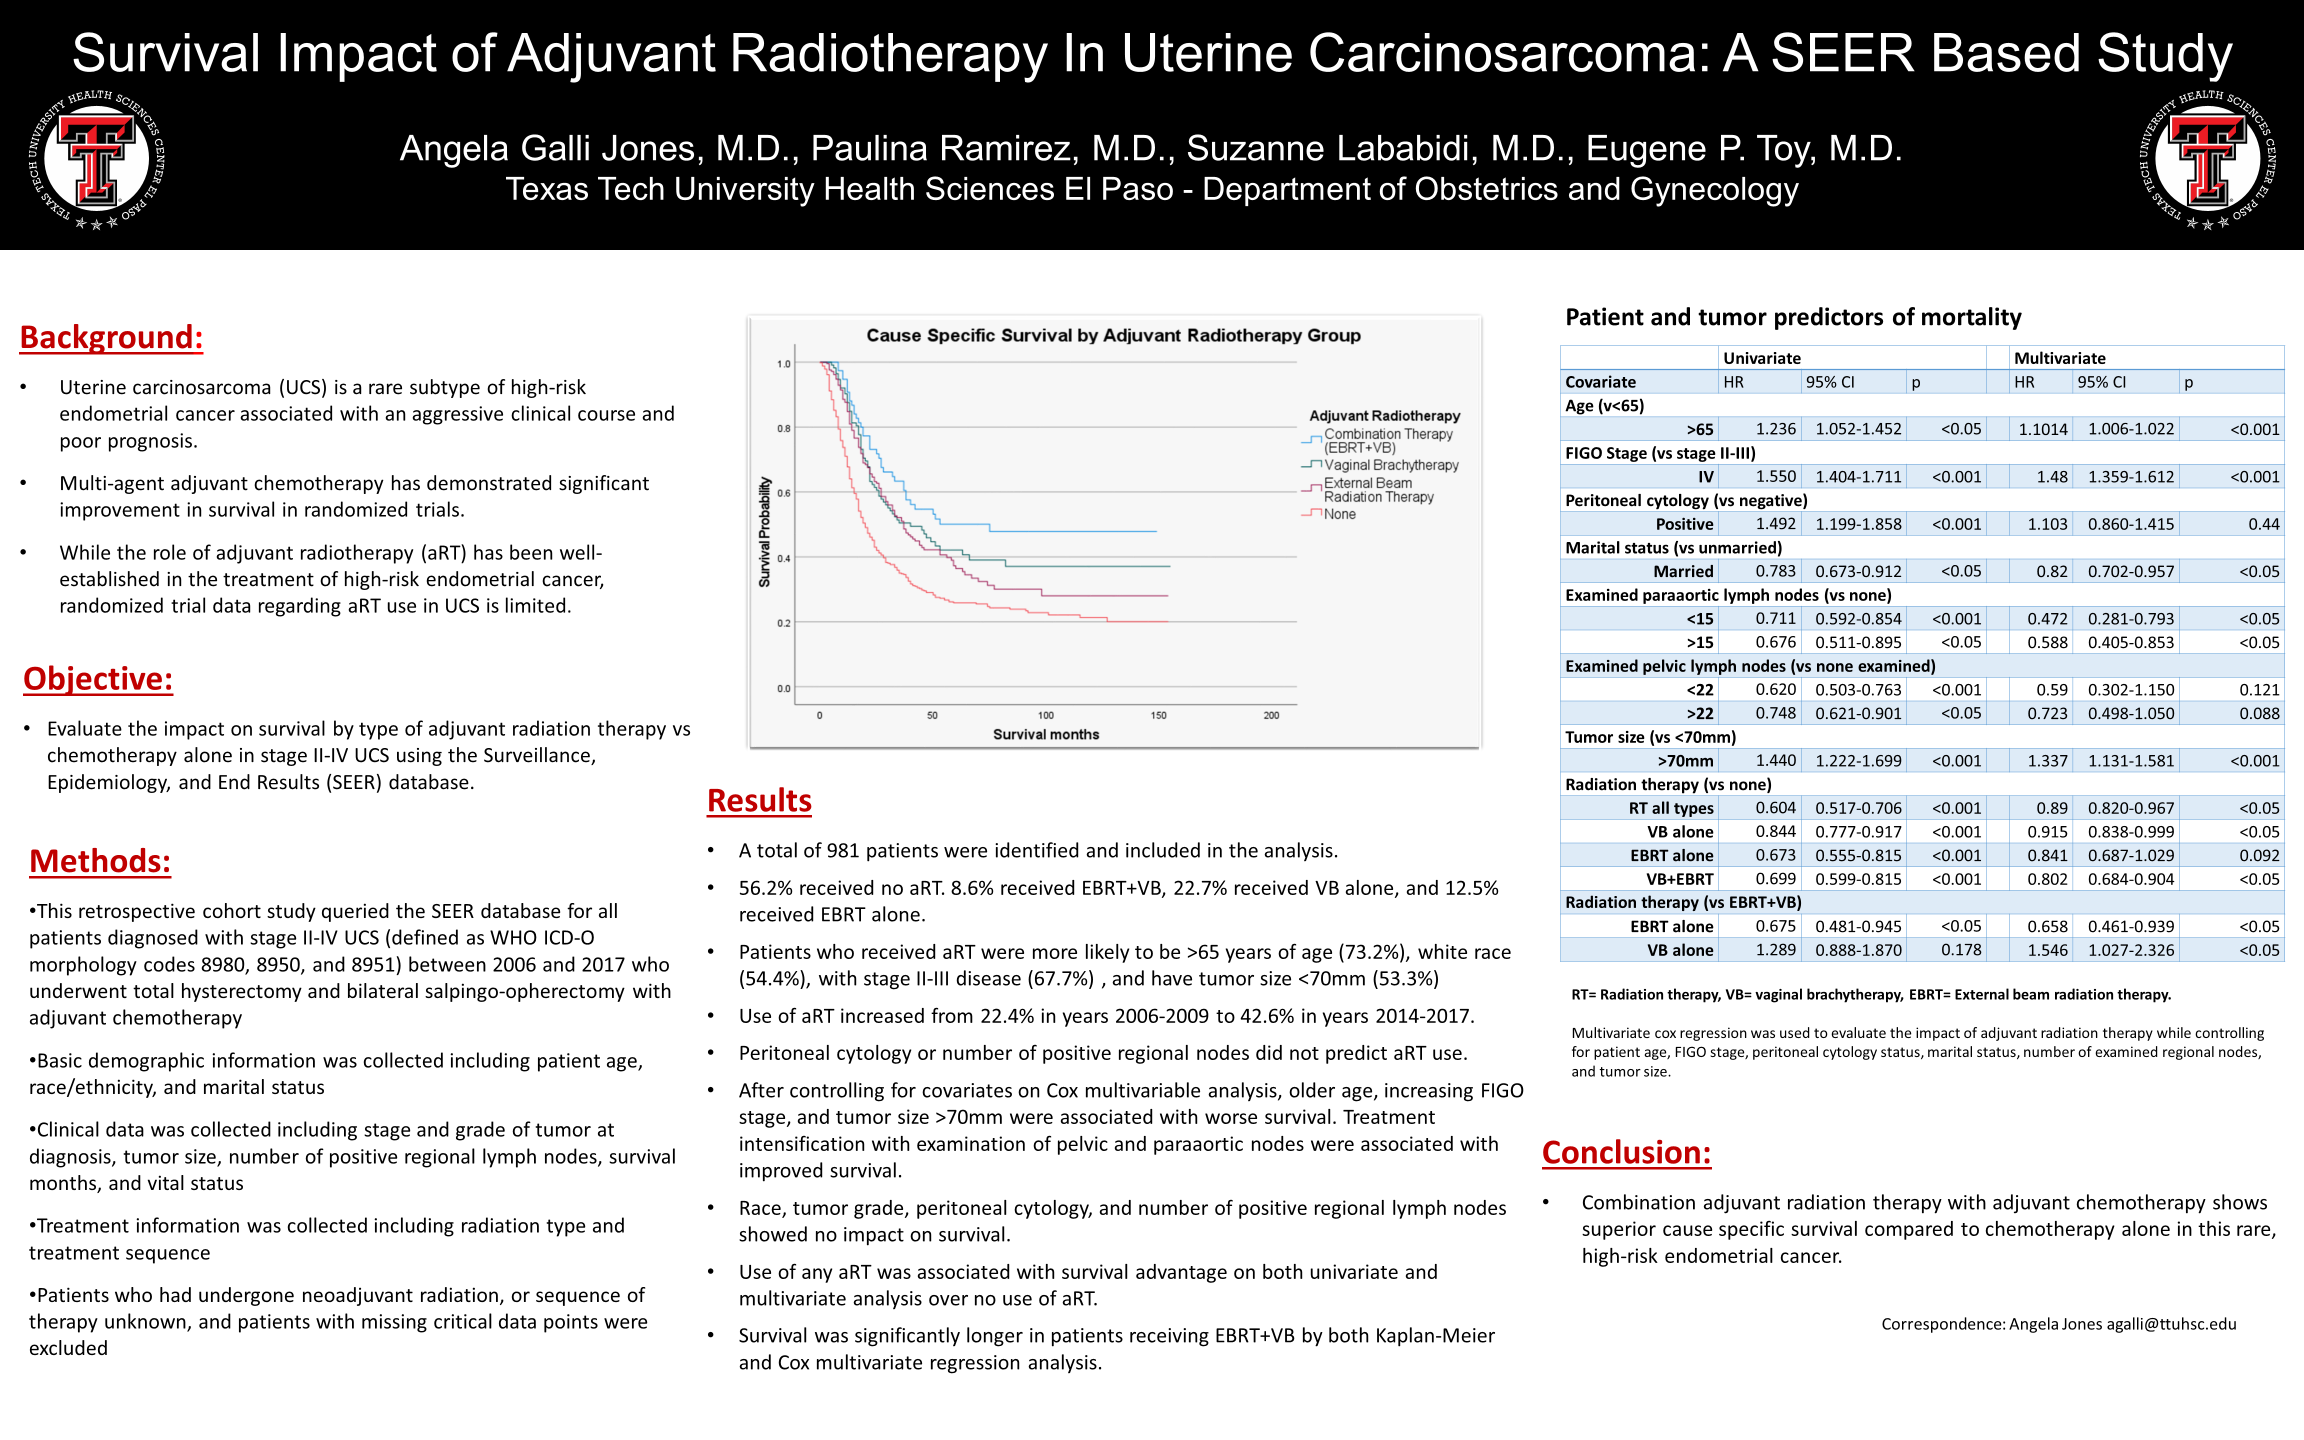 Survival Impact of Adjuvant Radiotherapy In Uterine Carcinosarcoma: A SEER Based Study
TEXAS TECH UNIVERSITY HEALTH SCIENCES CENTER EL PASO
TEXAS TECH UNIVERSITY HEALTH SCIENCES CENTER EL PASO
Angela Galli Jones, M.D., Paulina Ramirez, M.D., Suzanne Lababidi, M.D., Eugene P. Toy, M.D.
Texas Tech University Health Sciences El Paso - Department of Obstetrics and Gynecology
Background:
• Uterine carcinosarcoma (UCS) is a rare subtype of high-risk
endometrial cancer associated with an aggressive clinical course and
poor prognosis.
• Multi-agent adjuvant chemotherapy has demonstrated significant
improvement in survival in randomized trials.
• While the role of adjuvant radiotherapy (aRT) has been well-
established in the treatment of high-risk endometrial cancer,
randomized trial data regarding aRT use in UCS is limited.
Objective:
• Evaluate the impact on survival by type of adjuvant radiation therapy vs
chemotherapy alone in stage II-IV UCS using the Surveillance,
Epidemiology, and End Results (SEER) database.
Methods:
•This retrospective cohort study queried the SEER database for all
patients diagnosed with stage II-IV UCS (defined as WHO ICD-O
morphology codes 8980, 8950, and 8951) between 2006 and 2017 who
underwent total hysterectomy and bilateral salpingo-opherectomy with
adjuvant chemotherapy
•Basic demographic information was collected including patient age,
race/ethnicity, and marital status
•Clinical data was collected including stage and grade of tumor at
diagnosis, tumor size, number of positive regional lymph nodes, survival
months, and vital status
•Treatment information was collected including radiation type and
treatment sequence
•Patients who had undergone neoadjuvant radiation, or sequence of
therapy unknown, and patients with missing critical data points were
excluded
Cause Specific Survival by Adjuvant Radiotherapy Group
Survival Probability
1.0
0.8
0.6
0.4
0.2
0.0
0 50 100 150 200
Survival months
Adjuvant Radiotherapy
Combination Therapy
(EBRT+VB)
Vaginal Brachytherapy
External Beam
Radiation Therapy
None
Results
• A total of 981 patients were identified and included in the analysis.
• 56.2% received no aRT. 8.6% received EBRT+VB, 22.7% received VB alone, and 12.5%
received EBRT alone.
• Patients who received aRT were more likely to be >65 years of age (73.2%), white race
(54.4%), with stage II-III disease (67.7%) , and have tumor size <70mm (53.3%)
• Use of aRT increased from 22.4% in years 2006-2009 to 42.6% in years 2014-2017.
• Peritoneal cytology or number of positive regional nodes did not predict aRT use.
• After controlling for covariates on Cox multivariable analysis, older age, increasing FIGO
stage, and tumor size >70mm were associated with worse survival. Treatment
intensification with examination of pelvic and paraaortic nodes were associated with
improved survival.
• Race, tumor grade, peritoneal cytology, and number of positive regional lymph nodes
showed no impact on survival.
• Use of any aRT was associated with survival advantage on both univariate and
multivariate analysis over no use of aRT.
• Survival was significantly longer in patients receiving EBRT+VB by both Kaplan-Meier
and Cox multivariate regression analysis.
Patient and tumor predictors of mortality
Univariate Multivariate
Covariate HR 95% CI p HR 95% CI p
Age (v<65)
>65 1.236 1.052-1.452 <0.05 1.1014 1.006-1.022 <0.001
FIGO Stage (vs stage II-III)
IV 1.550 1.404-1.711 <0.001 1.48 1.359-1.612 <0.001
Peritoneal cytology (vs negative)
Positive 1.492 1.199-1.858 <0.001 1.103 0.860-1.415 0.44
Marital status (vs unmarried)
Married 0.783 0.673-0.912 <0.05 0.82 0.702-0.957 <0.05
Examined paraaortic lymph nodes (vs none)
<15 0.711 0.592-0.854 <0.001 0.472 0.281-0.793 <0.05
>15 0.676 0.511-0.895 <0.05 0.588 0.405-0.853 <0.05
Examined pelvic lymph nodes (vs none examined)
<22 0.620 0.503-0.763 <0.001 0.59 0.302-1.150 0.121
>22 0.748 0.621-0.901 <0.05 0.723 0.498-1.050 0.088
Tumor size (vs <70mm)
>70mm 1.440 1.222-1.699 <0.001 1.337 1.131-1.581 <0.001
Radiation therapy (vs none)
RT all types 0.604 0.517-0.706 <0.001 0.89 0.820-0.967 <0.05
VB alone 0.844 0.777-0.917 <0.001 0.915 0.838-0.999 <0.05
EBRT alone 0.673 0.555-0.815 <0.001 0.841 0.687-1.029 0.092
VB+EBRT 0.699 0.599-0.815 <0.001 0.802 0.684-0.904 <0.05
Radiation therapy (vs EBRT+VB)
EBRT alone 0.675 0.481-0.945 <0.05 0.658 0.461-0.939 <0.05
VB alone 1.289 0.888-1.870 0.178 1.546 1.027-2.326 <0.05
RT= Radiation therapy, VB= vaginal brachytherapy, EBRT= External beam radiation therapy.
Multivariate cox regression was used to evaluate the impact of adjuvant radiation therapy while controlling
for patient age, FIGO stage, peritoneal cytology status, marital status, number of examined regional nodes,
and tumor size.
Conclusion:
• Combination adjuvant radiation therapy with adjuvant chemotherapy shows
superior cause specific survival compared to chemotherapy alone in this rare,
high-risk endometrial cancer.
Correspondence: Angela Jones agalli@ttuhsc.edu